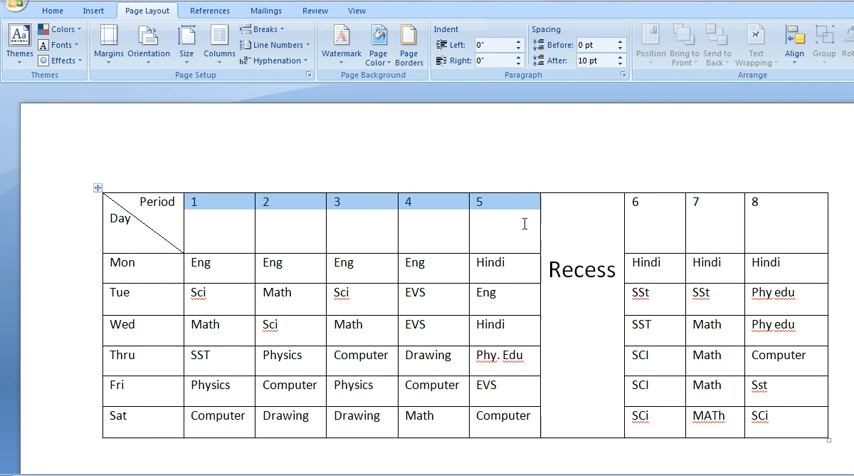 Home Insert Page Layout References Mailings Review View
Themes Colors Fonts Effects
Margins Orientation Size Columns Breaks Line Numbers Hyphenation
Watermark Page Color Page Borders
Indent Left: 0" Right: 0"
Spacing Before: 0 pt After: 10 pt
Position Bring to Front Send to Back Text Wrapping Align Group
Themes Page Setup Page Background Paragraph Arrange
Period 1 2 3 4 5 6 7 8
Day
Mon Eng Eng Eng Eng Hindi Recess Hindi Hindi Hindi
Tue Sci Math Sci EVS Eng SSt SSt Phy edu
Wed Math Sci Math EVS Hindi SST Math Phy edu
Thru SST Physics Computer Drawing Phy. Edu SCI Math Computer
Fri Physics Computer Physics Computer EVS SCI Math Sst
Sat Computer Drawing Drawing Math Computer SCi MATh SCi